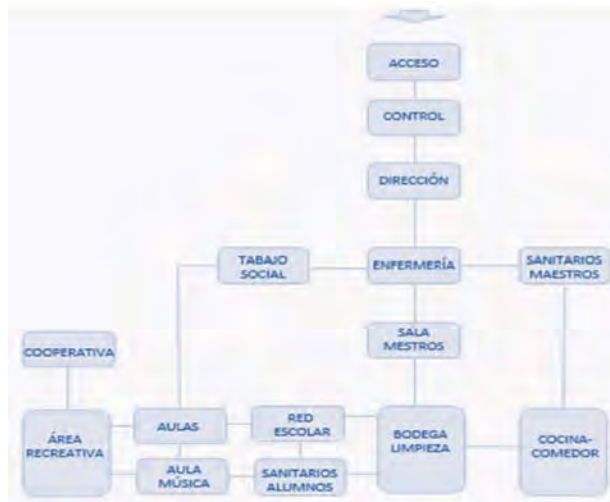 ACCESO
CONTROL
DIRECCIÓN
TABAJO
SOCIAL
ENFERMERÍA
SANITARIOS
MAESTROS
SALA
MESTROS
COOPERATIVA
ÁREA
RECREATIVA
AULAS
RED
ESCOLAR
BODEGA
LIMPIEZA
COCINA-
COMEDOR
AULA
MÚSICA
SANITARIOS
ALUMNOS